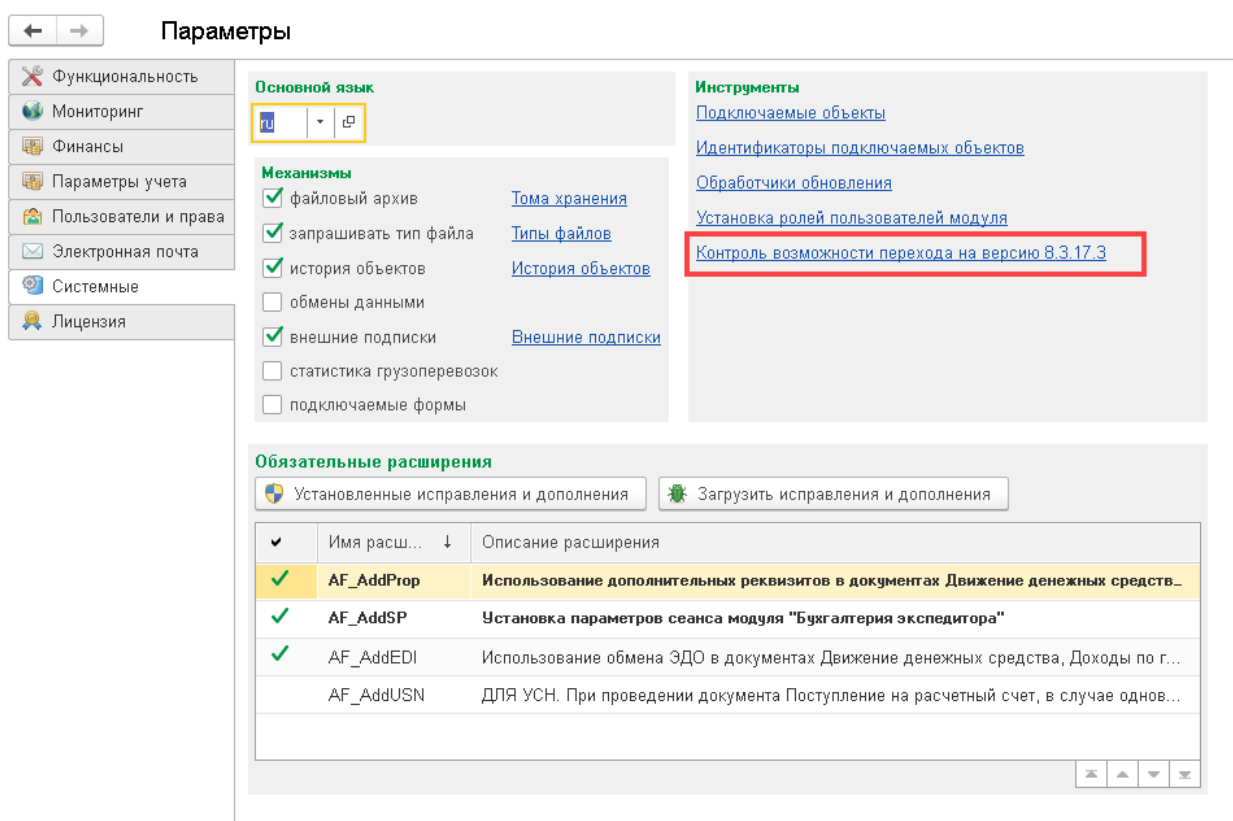 Параметры
Функциональность
Мониторинг
Финансы
Параметры учета
Пользователи и права
Электронная почта
Системные
Лицензия
Основной язык
ru
Механизмы
файловый архив Тома хранения
запрашивать тип файла Типы файлов
история объектов История объектов
обмены данными
внешние подписки Внешние подписки
статистика грузоперевозок
подключаемые формы
Инструменты
Подключаемые объекты
Идентификаторы подключаемых объектов
Обработчики обновления
Установка ролей пользователей модуля
Контроль возможности перехода на версию 8.3.17.3
Обязательные расширения
Установленные исправления и дополнения Загрузить исправления и дополнения
Имя расш... ↓ Описание расширения
AF_AddProp Использование дополнительных реквизитов в документах Движение денежных средств...
AF_AddSP Установка параметров сеанса модуля "Бухгалтерия экспедитора"
AF_AddEDI Использование обмена ЭДО в документах Движение денежных средства, Доходы по г...
AF_AddUSN ДЛЯ УСН. При проведении документа Поступление на расчетный счет, в случае однов...